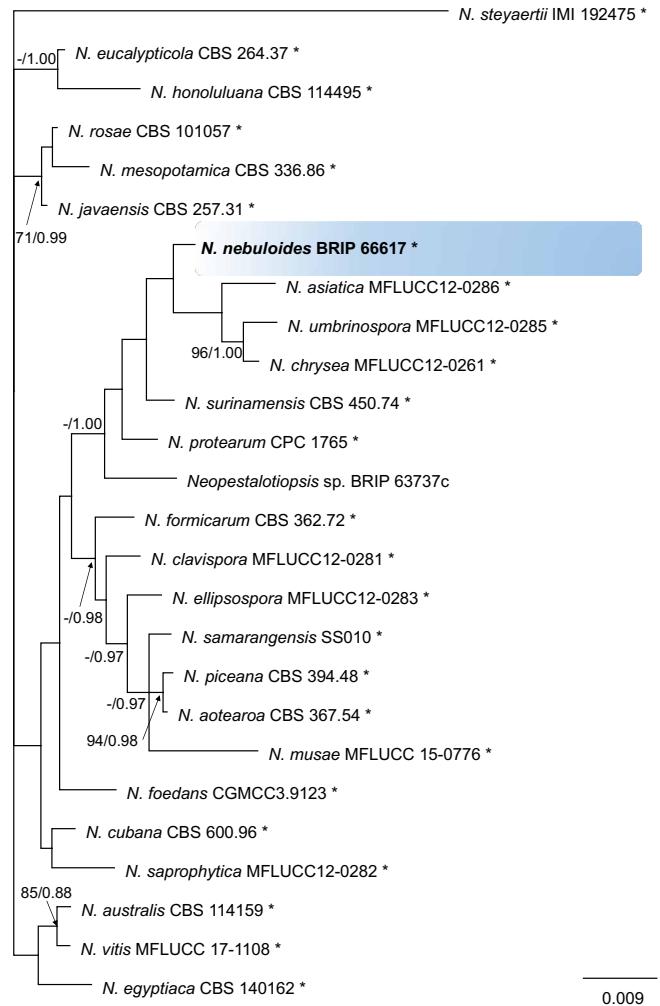 N. steyaertii IMI 192475 *
-/1.00
N. eucalypticola CBS 264.37 *
N. honoluluana CBS 114495 *
N. rosae CBS 101057 *
N. mesopotamica CBS 336.86 *
N. javaensis CBS 257.31 *
71/0.99
N. nebuloides BRIP 66617 *
N. asiatica MFLUCC12-0286 *
N. umbrinospora MFLUCC12-0285 *
96/1.00
N. chrysea MFLUCC12-0261 *
N. surinamensis CBS 450.74 *
-/1.00
N. protearum CPC 1765 *
Neopestalotiopsis sp. BRIP 63737c
N. formicarum CBS 362.72 *
N. clavispora MFLUCC12-0281 *
N. ellipsospora MFLUCC12-0283 *
-/0.98
N. samarangensis SS010 *
-/0.97
N. piceana CBS 394.48 *
-/0.97
N. aotearoa CBS 367.54 *
94/0.98
N. musae MFLUCC 15-0776 *
N. foedans CGMCC3.9123 *
N. cubana CBS 600.96 *
N. saprophytica MFLUCC12-0282 *
85/0.88
N. australis CBS 114159 *
N. vitis MFLUCC 17-1108 *
N. egyptiaca CBS 140162 *
0.009